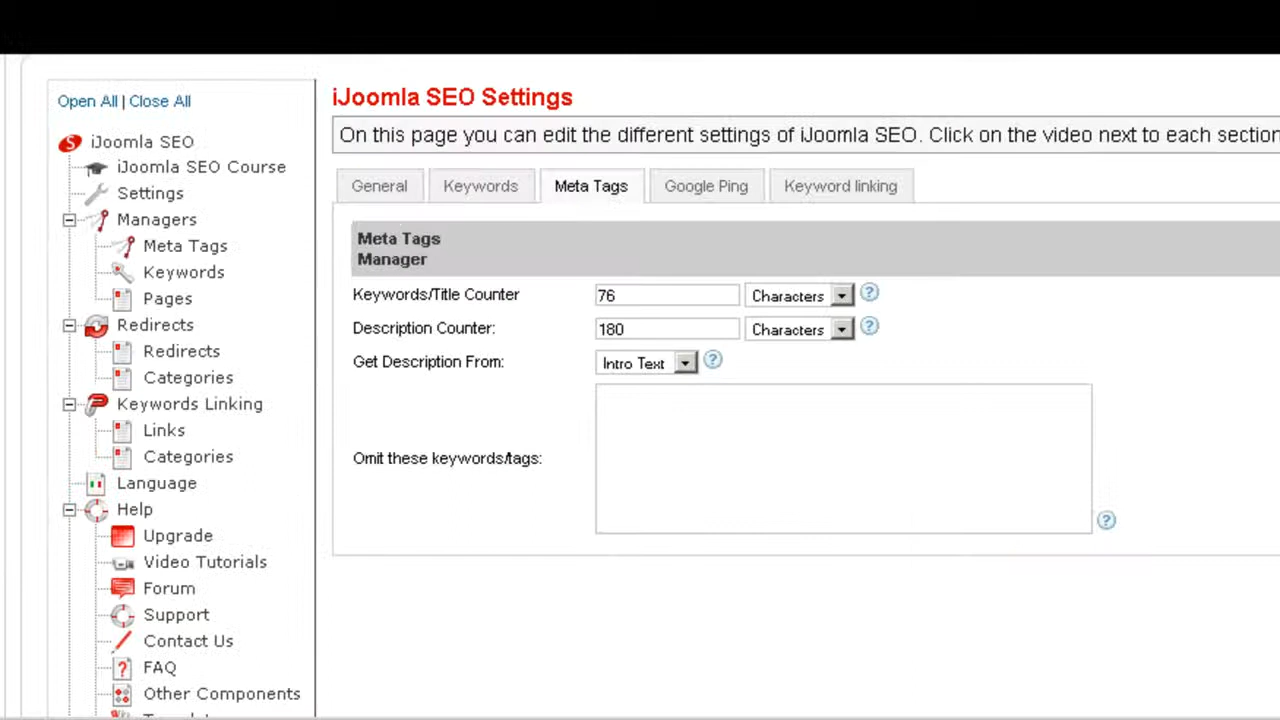 Open All | Close All
iJoomla SEO
iJoomla SEO Course
Settings
Managers
Meta Tags
Keywords
Pages
Redirects
Redirects
Categories
Keywords Linking
Links
Categories
Language
Help
Upgrade
Video Tutorials
Forum
Support
Contact Us
FAQ
Other Components
iJoomla SEO Settings
On this page you can edit the different settings of iJoomla SEO. Click on the video next to each section
General Keywords Meta Tags Google Ping Keyword linking
Meta Tags
Manager
Keywords/Title Counter 76 Characters
Description Counter: 180 Characters
Get Description From: Intro Text
Omit these keywords/tags: